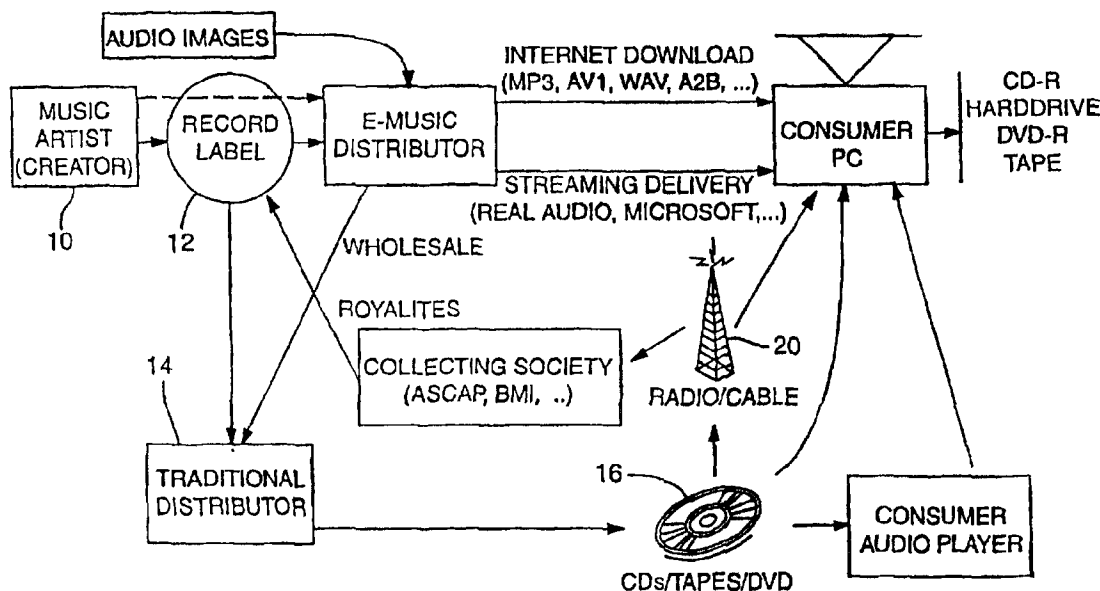 AUDIO IMAGES
MUSIC
ARTIST
(CREATOR)
10
RECORD
LABEL
12
E-MUSIC
DISTRIBUTOR
INTERNET DOWNLOAD
(MP3, AV1, WAV, A2B, ...)
STREAMING DELIVERY
(REAL AUDIO, MICROSOFT,...)
CONSUMER
PC
CD-R
HARDDRIVE
DVD-R
TAPE
WHOLESALE
ROYALITES
COLLECTING SOCIETY
(ASCAP, BMI, ..)
20
RADIO/CABLE
14
TRADITIONAL
DISTRIBUTOR
16
CDs/TAPES/DVD
CONSUMER
AUDIO PLAYER